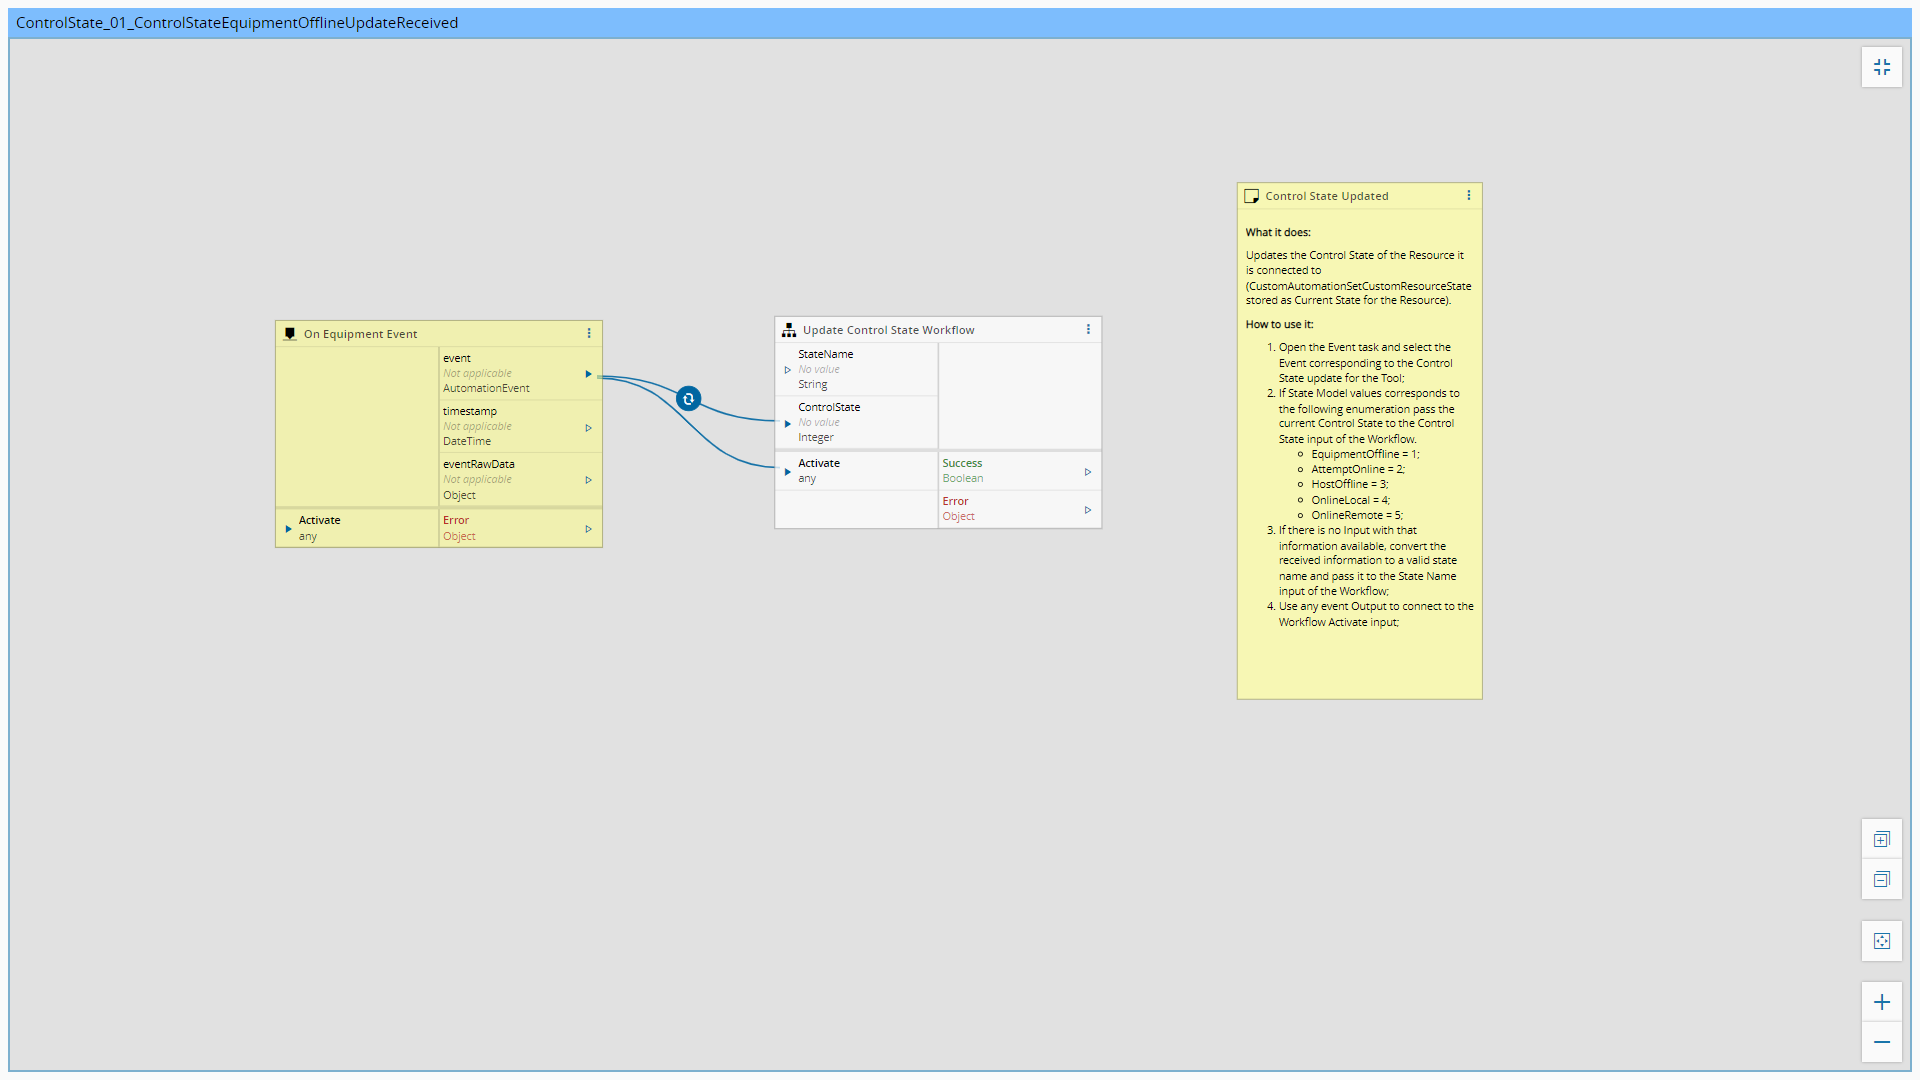 ControlState_01_ControlStateEquipmentOfflineUpdateReceived
On Equipment Event
event
Not applicable
AutomationEvent
timestamp
Not applicable
DateTime
eventRawData
Not applicable
Object
Activate
any
Error
Object
Update Control State Workflow
StateName
No value
String
ControlState
No value
Integer
Activate
any
Success
Boolean
Error
Object
Control State Updated
What it does:
Updates the Control State of the Resource it
is connected to
(CustomAutomationSetCustomResourceState
stored as Current State for the Resource).
How to use it:
1. Open the Event task and select the
Event corresponding to the Control
State update for the Tool;
2. If State Model values corresponds to
the following enumeration pass the
current Control State to the Control
State input of the Workflow.
EquipmentOffline = 1;
AttemptOnline = 2;
HostOffline = 3;
OnlineLocal = 4;
OnlineRemote = 5;
3. If there is no Input with that
information available, convert the
received information to a valid state
name and pass it to the State Name
input of the Workflow;
4. Use any event Output to connect to the
Workflow Activate input;